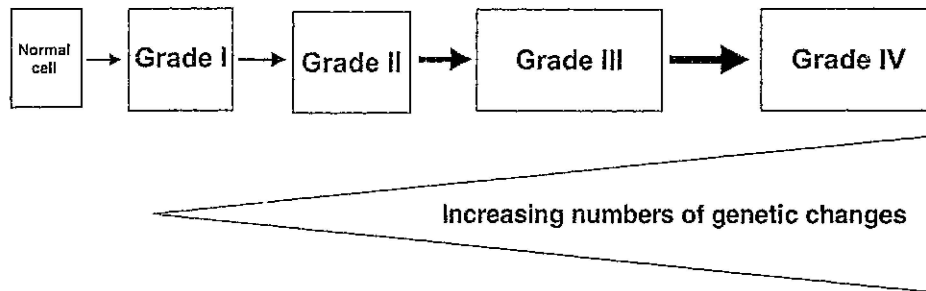 Normal
cell
Grade I
Grade II
Grade III
Grade IV
Increasing numbers of genetic changes